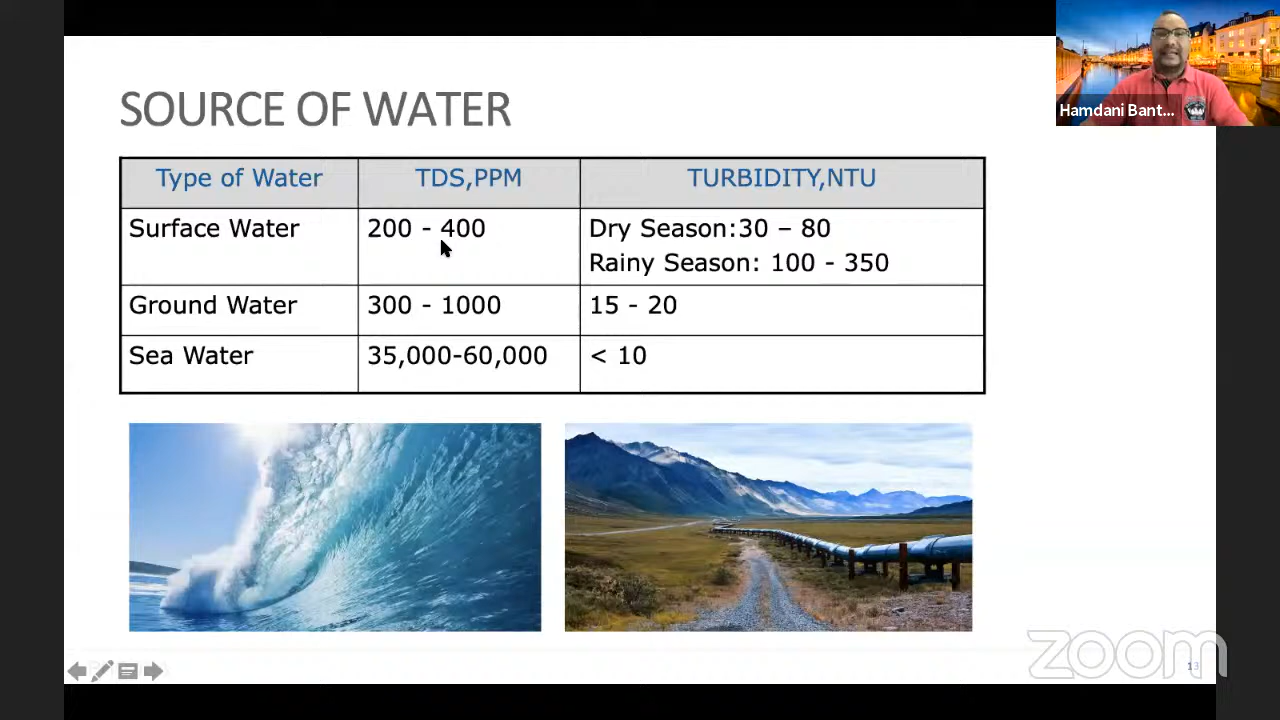 Hamdani Bant...
SOURCE OF WATER
Type of Water TDS,PPM TURBIDITY,NTU
Surface Water 200 - 400 Dry Season:30 – 80
Rainy Season: 100 - 350
Ground Water 300 - 1000 15 - 20
Sea Water 35,000-60,000 < 10
zoom
13